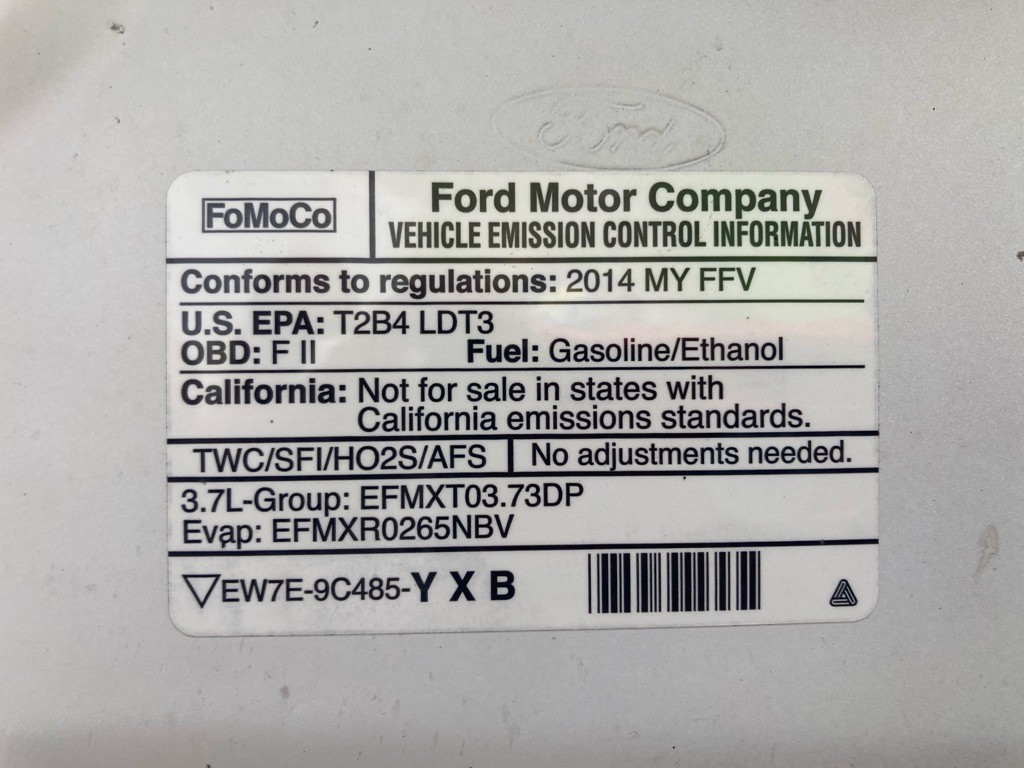 Ford
FoMoCo
Ford Motor Company
VEHICLE EMISSION CONTROL INFORMATION
Conforms to regulations: 2014 MY FFV
U.S. EPA: T2B4 LDT3
OBD: F II Fuel: Gasoline/Ethanol
California: Not for sale in states with
California emissions standards.
TWC/SFI/HO2S/AFS No adjustments needed.
3.7L-Group: EFMXT03.73DP
Evap: EFMXR0265NBV
EW7E-9C485-Y X B